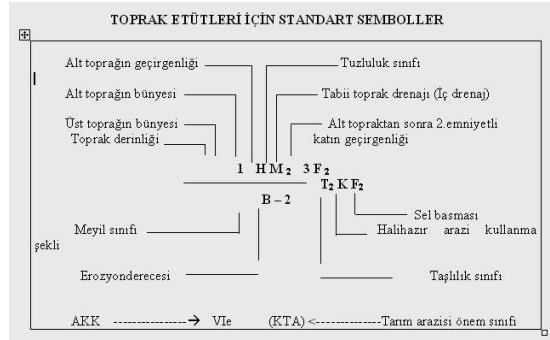 TOPRAK ETÜTLERİ İÇİN STANDART SEMBOLLER
Alt toprağın geçirgenliği Tuzluluk sınıfı
Alt toprağın bünyesi Tabii toprak drenajı (İç drenaj)
Üst toprağın bünyesi Alt topraktan sonra 2.emniyetli
Toprak derinliği katın geçirgenliği
1 H M₂ 3 F₂
T₂ K F₂
B – 2
Sel basması
Meyil sınıfı Halihazır arazi kullanma
şekli
Erozyonderecesi Taşlılık sınıfı
AKK ----------------→ VIe (KTA) <--------------Tarım arazisi önem sınıfı